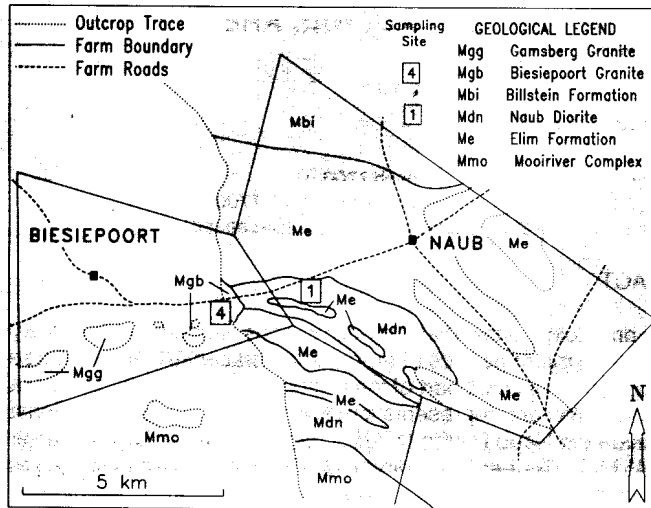 Outcrop Trace
Farm Boundary
Farm Roads
Sampling
Site
4
1
GEOLOGICAL LEGEND
Mgg Gamsberg Granite
Mgb Biesiepoort Granite
Mbi Billstein Formation
Mdn Naub Diorite
Me Elim Formation
Mmo Mooiriver Complex
Mbi
Me
Me
BIESIEPOORT
NAUB
Mgb
1
4
Me
Mdn
Mgg
Me
Me
Me
Mdn
Mmo
Mmo
N
5 km